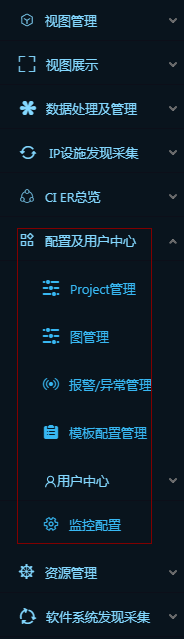 视图管理
视图展示
数据处理及管理
IP设施发现采集
CI ER总览
配置及用户中心
Project管理
图管理
报警/异常管理
模板配置管理
用户中心
监控配置
资源管理
软件系统发现采集